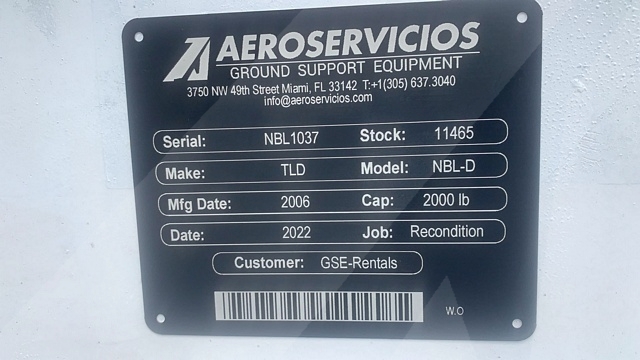 AEROSERVICIOS
GROUND SUPPORT EQUIPMENT
3750 NW 49th Street Miami, FL 33142 T:+1(305) 637.3040
info@aeroservicios.com
Serial: NBL1037 Stock: 11465
Make: TLD Model: NBL-D
Mfg Date: 2006 Cap: 2000 lb
Date: 2022 Job: Recondition
Customer: GSE-Rentals
W.O